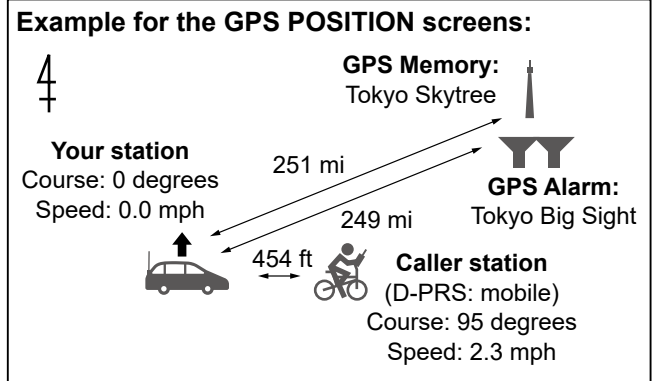 Example for the GPS POSITION screens:
GPS Memory:
Tokyo Skytree
Your station
Course: 0 degrees
Speed: 0.0 mph
251 mi
GPS Alarm:
Tokyo Big Sight
249 mi
454 ft
Caller station
(D-PRS: mobile)
Course: 95 degrees
Speed: 2.3 mph